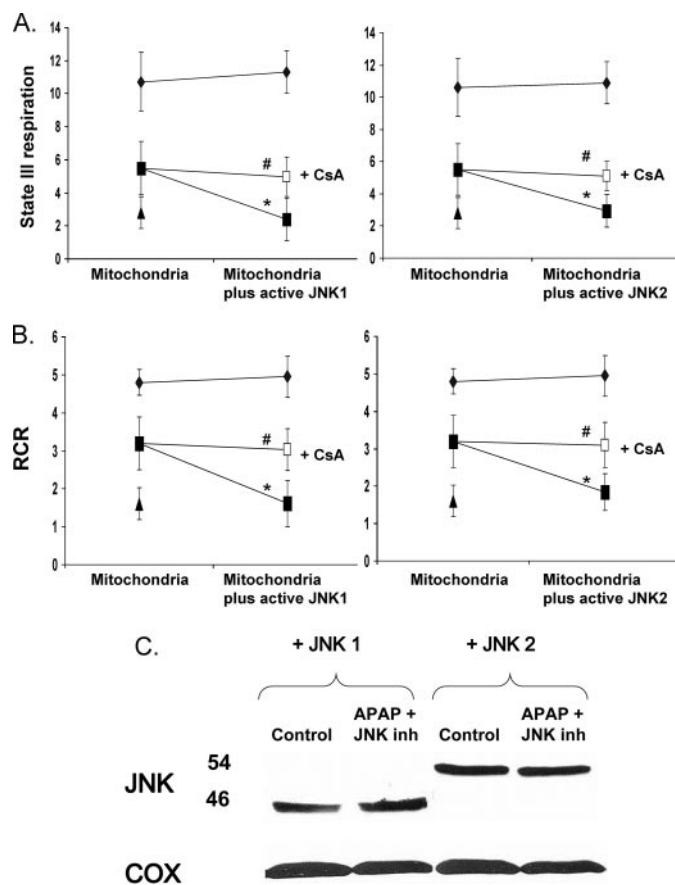 A.
State III respiration
14
12
10
8
6
4
2
0
#
+ CsA
*
Mitochondria
Mitochondria
plus active JNK1
14
12
10
8
6
4
2
0
#
+ CsA
*
Mitochondria
Mitochondria
plus active JNK2
B.
RCR
6
5
4
3
2
1
0
#
+ CsA
*
Mitochondria
Mitochondria
plus active JNK1
6
5
4
3
2
1
0
#
+ CsA
*
Mitochondria
Mitochondria
plus active JNK2
C.
+ JNK 1
+ JNK 2
Control
APAP +
JNK inh
Control
APAP +
JNK inh
JNK
54
46
COX